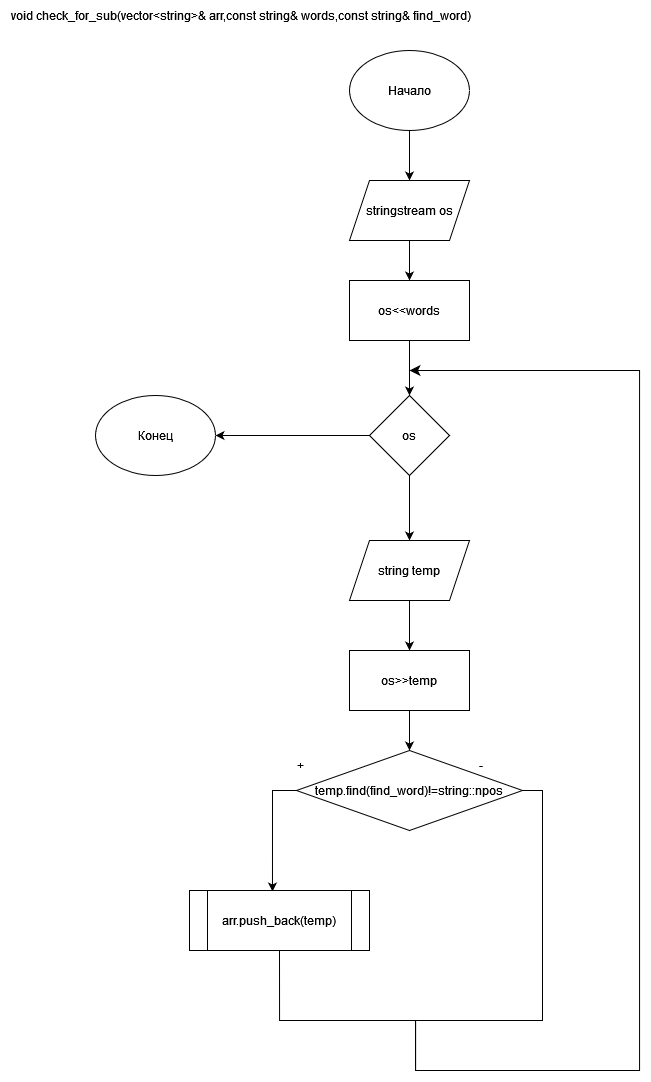 void check_for_sub(vector<string>& arr,const string& words,const string& find_word)
Начало
stringstream os
os<<words
os
Конец
string temp
os>>temp
+
-
temp.find(find_word)!=string::npos
arr.push_back(temp)